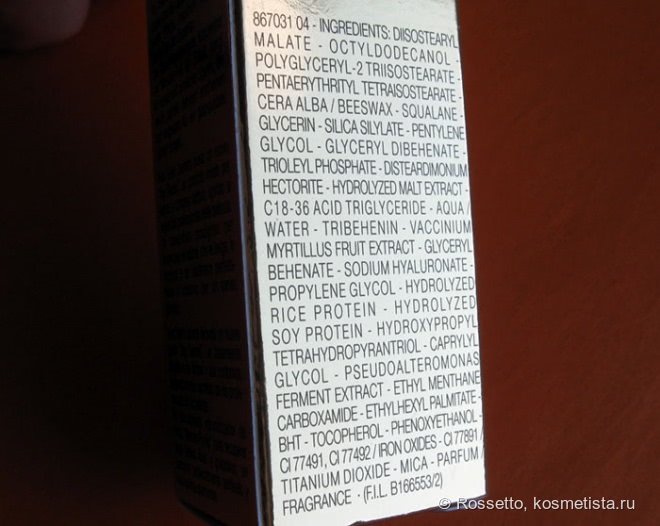 867031 04 - INGREDIENTS: DIISOSTEARYL
MALATE - OCTYLDODECANOL -
POLYGLYCERYL-2 TRIISOSTEARATE -
PENTAERYTHRITYL TETRAISOSTEARATE -
CERA ALBA / BEESWAX - SQUALANE -
GLYCERIN - SILICA SILYLATE - PENTYLENE
GLYCOL - GLYCERYL DIBEHENATE -
TRIOLEYL PHOSPHATE - DISTEARDIMONIUM
HECTORITE - HYDROLYZED MALT EXTRACT -
C18-36 ACID TRIGLYCERIDE - AQUA /
WATER - TRIBEHENIN - VACCINIUM
MYRTILLUS FRUIT EXTRACT - GLYCERYL
BEHENATE - SODIUM HYALURONATE -
PROPYLENE GLYCOL - HYDROLYZED
RICE PROTEIN - HYDROLYZED
SOY PROTEIN - HYDROXYPROPYL
TETRAHYDROPYRANTRIOL - CAPRYLYL
GLYCOL - PSEUDOALTEROMONAS
FERMENT EXTRACT - ETHYL MENTHANE
CARBOXAMIDE - ETHYLHEXYL PALMITATE -
BHT - TOCOPHEROL - PHENOXYETHANOL -
CI 77491, CI 77492 / IRON OXIDES - CI 77891 /
TITANIUM DIOXIDE - MICA - PARFUM /
FRAGRANCE · (F.I.L. B166553/2)
© Rossetto, kosmetista.ru